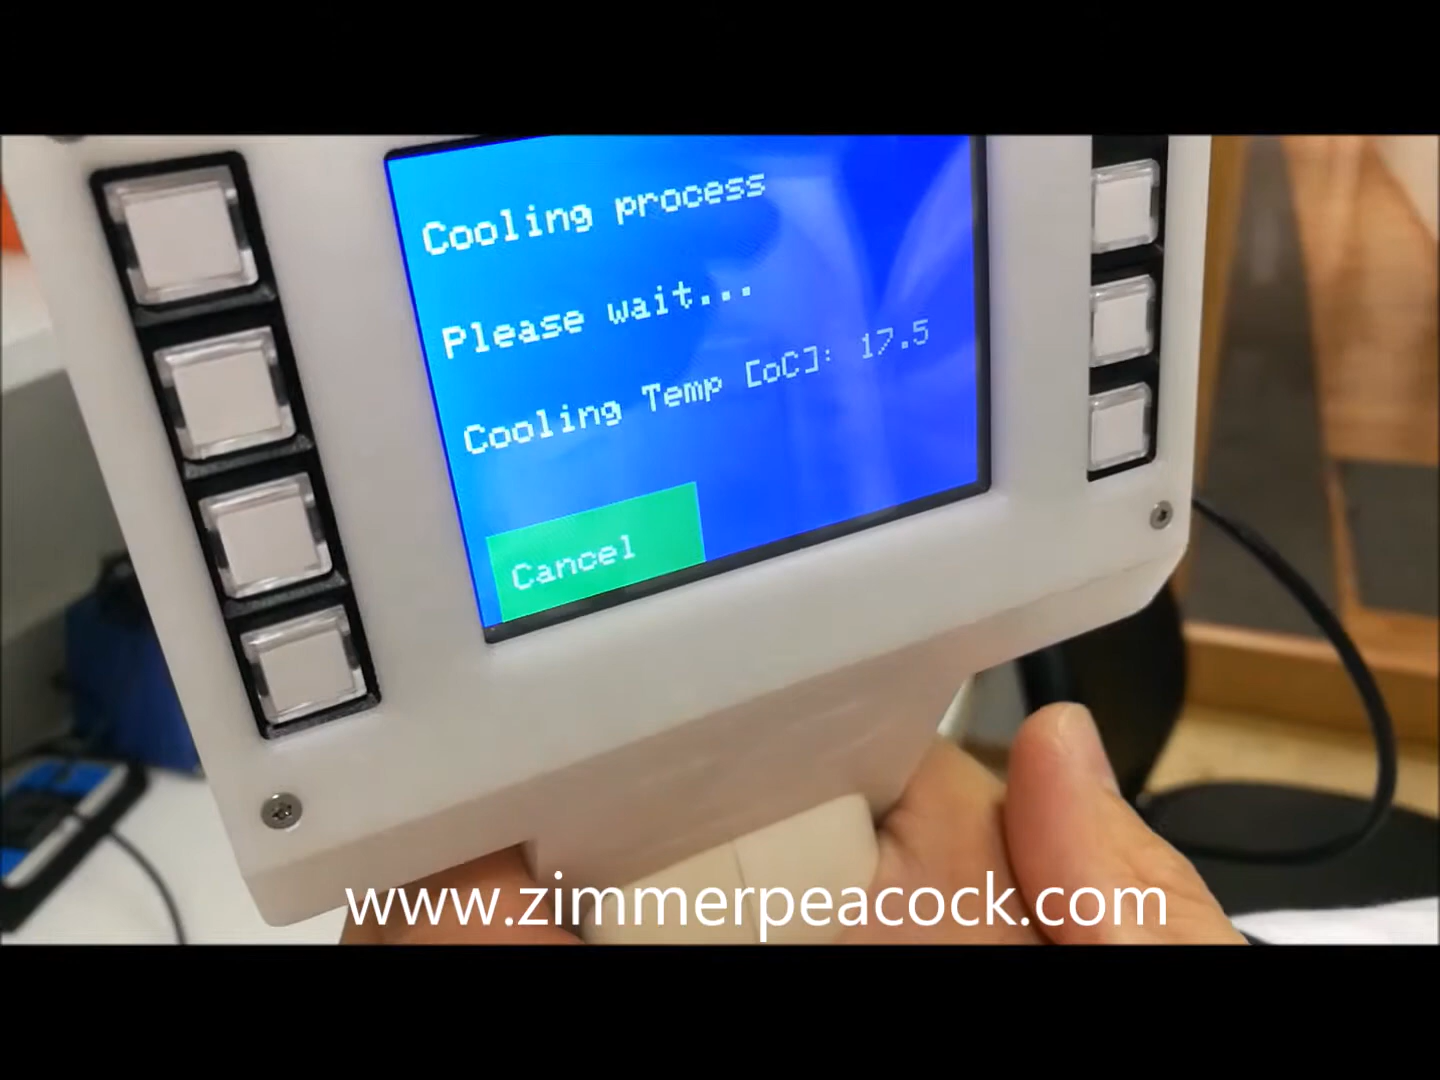 Cooling process
Please wait...
Cooling Temp [oC]: 17.5
Cancel
www.zimmerpeacock.com